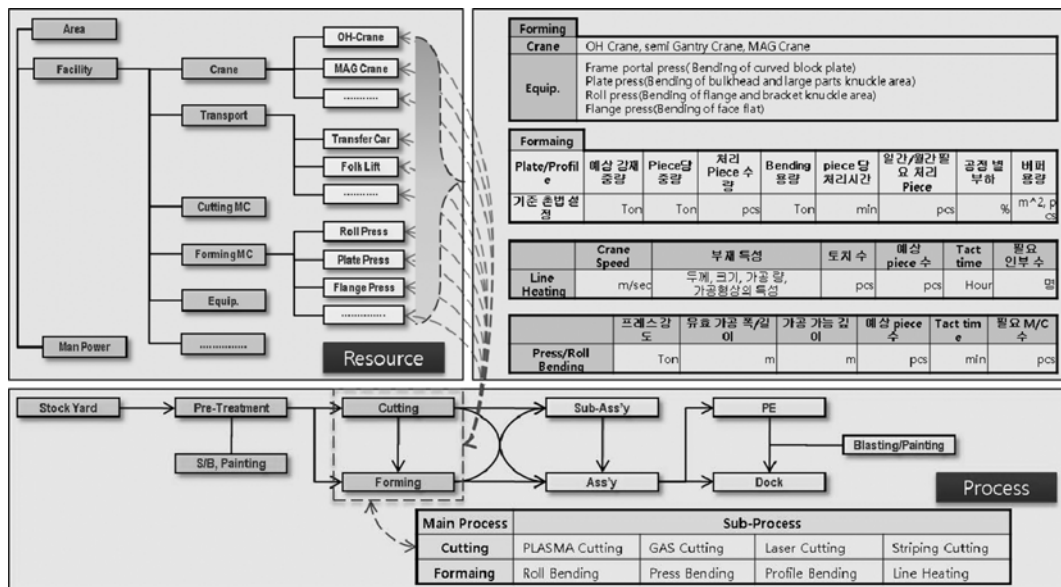 Area
Facility
Man Power
Crane
Transport
Cutting MC
Forming MC
Equip.
...............
OH-Crane
MAG Crane
............
Transfer Car
Folk Lift
............
Roll Press
Plate Press
Flange Press
..............
Resource
Forming
Crane OH Crane, semi Gantry Crane, MAG Crane
Equip.
Frame portal press( Bending of curved block plate)
Plate press(Bending of bulkhead and large parts knuckle area)
Roll press(Bending of flange and bracket knuckle area)
Flange press(Bending of face flat)
Formaing
Plate/Profil
e
예상 강재
중량
Piece당
중량
처리
Piece 수
량
Bending
용량
piece 당
처리시간
일간/월간 필
요 처리
Piece
공정 별
부하
버퍼
용량
기준 촌법 설
정
Ton Ton pcs Ton min pcs %
m^2, p
cs
Crane
Speed
부재 특성
토치 수
예상
piece 수
Tact
time
필요
인부 수
Line
Heating
m/sec
두께, 크기, 가공 량,
가공형상의 특성
pcs pcs Hour 명
프레스 강
도
유효 가공 폭/길
이
가공 가능 깊
이
예상 piece
수
Tact tim
e
필요 M/C
수
Press/Roll
Bending
Ton m m pcs min pcs
Stock Yard
Pre-Treatment
S/B, Painting
Cutting
Forming
Sub-Ass'y
Ass'y
PE
Blasting/Painting
Dock
Process
Main Process Sub-Process
Cutting PLASMA Cutting GAS Cutting Laser Cutting Striping Cutting
Formaing Roll Bending Press Bending Profile Bending Line Heating